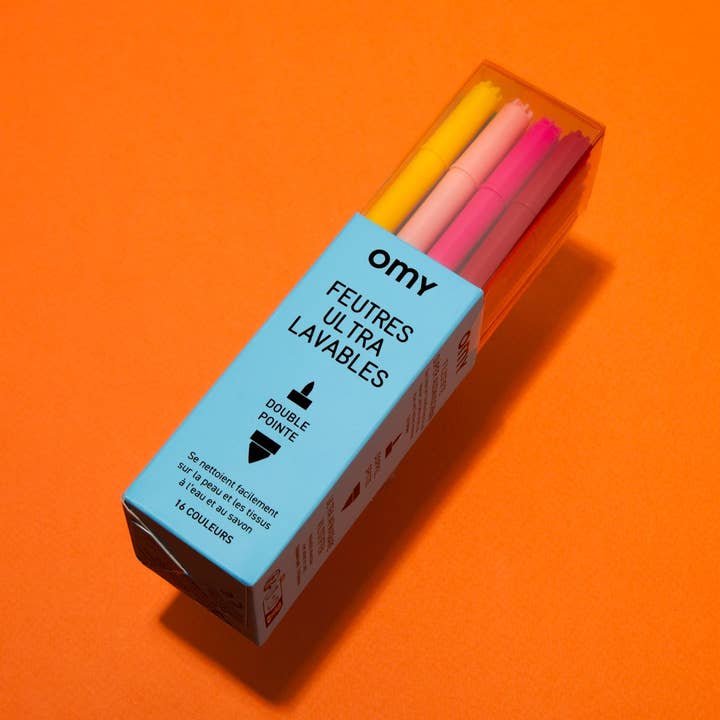 omy
FEUTRES
ULTRA
LAVABLES
DOUBLE
POINTE
Se nettoient facilement
sur la peau et les tissus
à l'eau et au savon
16 COULEURS
omy